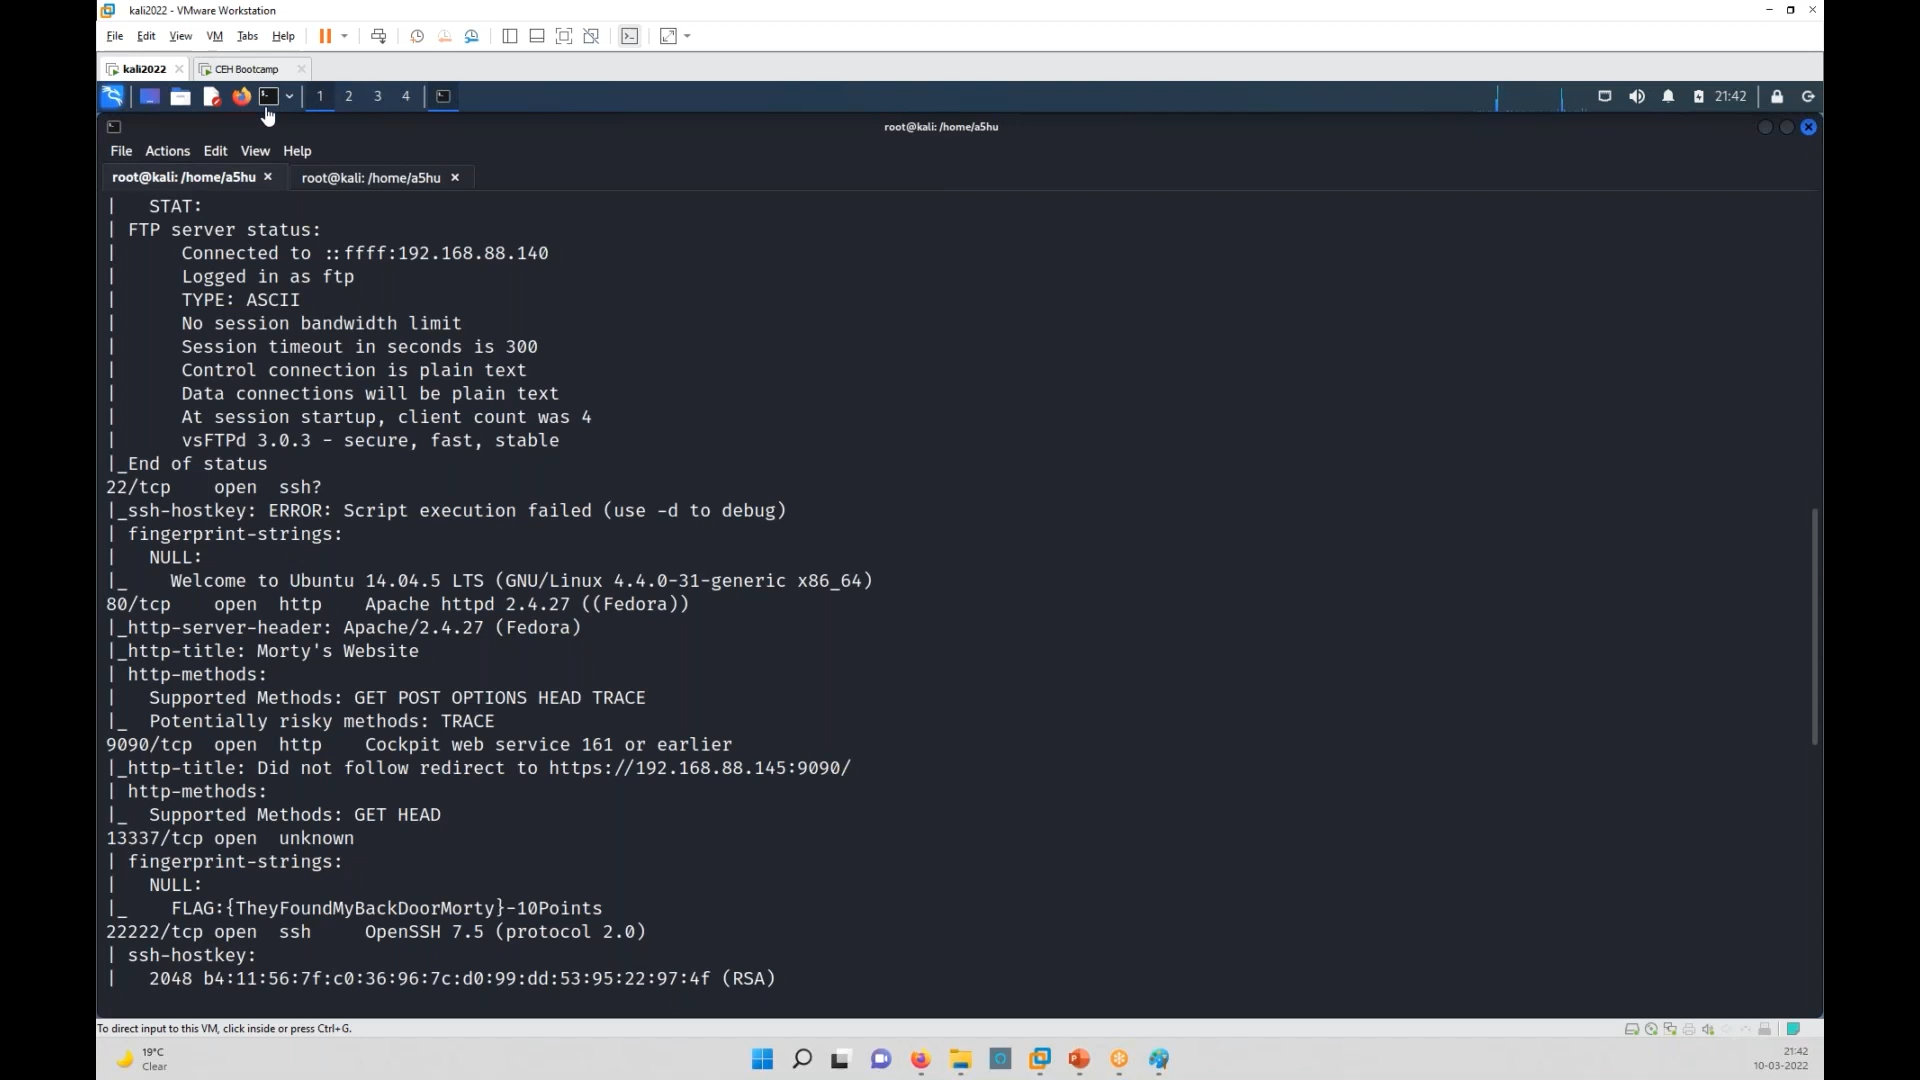 kali2022 - VMware Workstation
File Edit View VM Tabs Help
kali2022 CEH Bootcamp
1 2 3 4 21:42
root@kali: /home/a5hu
File Actions Edit View Help
root@kali: /home/a5hu root@kali: /home/a5hu
| STAT:
| FTP server status:
| Connected to ::ffff:192.168.88.140
| Logged in as ftp
| TYPE: ASCII
| No session bandwidth limit
| Session timeout in seconds is 300
| Control connection is plain text
| Data connections will be plain text
| At session startup, client count was 4
| vsFTPd 3.0.3 - secure, fast, stable
|_End of status
22/tcp open ssh?
|_ssh-hostkey: ERROR: Script execution failed (use -d to debug)
| fingerprint-strings:
| NULL:
|_ Welcome to Ubuntu 14.04.5 LTS (GNU/Linux 4.4.0-31-generic x86_64)
80/tcp open http Apache httpd 2.4.27 ((Fedora))
|_http-server-header: Apache/2.4.27 (Fedora)
|_http-title: Morty's Website
| http-methods:
| Supported Methods: GET POST OPTIONS HEAD TRACE
|_ Potentially risky methods: TRACE
9090/tcp open http Cockpit web service 161 or earlier
|_http-title: Did not follow redirect to https://192.168.88.145:9090/
| http-methods:
|_ Supported Methods: GET HEAD
13337/tcp open unknown
| fingerprint-strings:
| NULL:
|_ FLAG:{TheyFoundMyBackDoorMorty}-10Points
22222/tcp open ssh OpenSSH 7.5 (protocol 2.0)
| ssh-hostkey:
| 2048 b4:11:56:7f:c0:36:96:7c:d0:99:dd:53:95:22:97:4f (RSA)
To direct input to this VM, click inside or press Ctrl+G.
19°C
Clear
21:42
10-03-2022